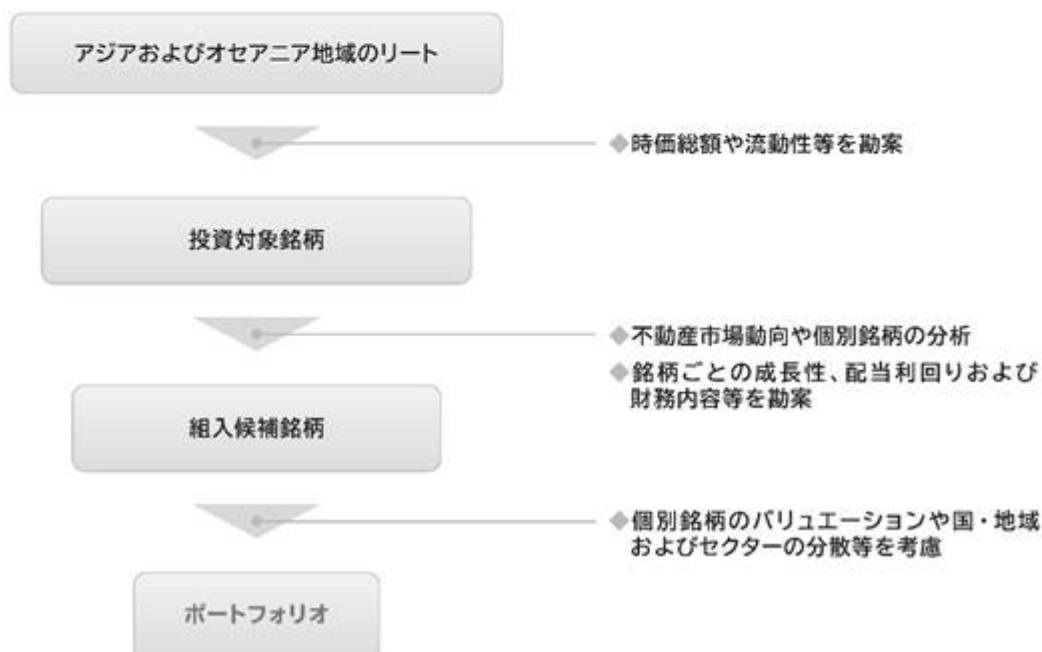 アジアおよびオセアニア地域のリート
◆時価総額や流動性等を勘案
投資対象銘柄
◆不動産市場動向や個別銘柄の分析
◆銘柄ごとの成長性、配当利回りおよび
財務内容等を勘案
組入候補銘柄
◆個別銘柄のバリュエーションや国・地域
およびセクターの分散等を考慮
ポートフォリオ